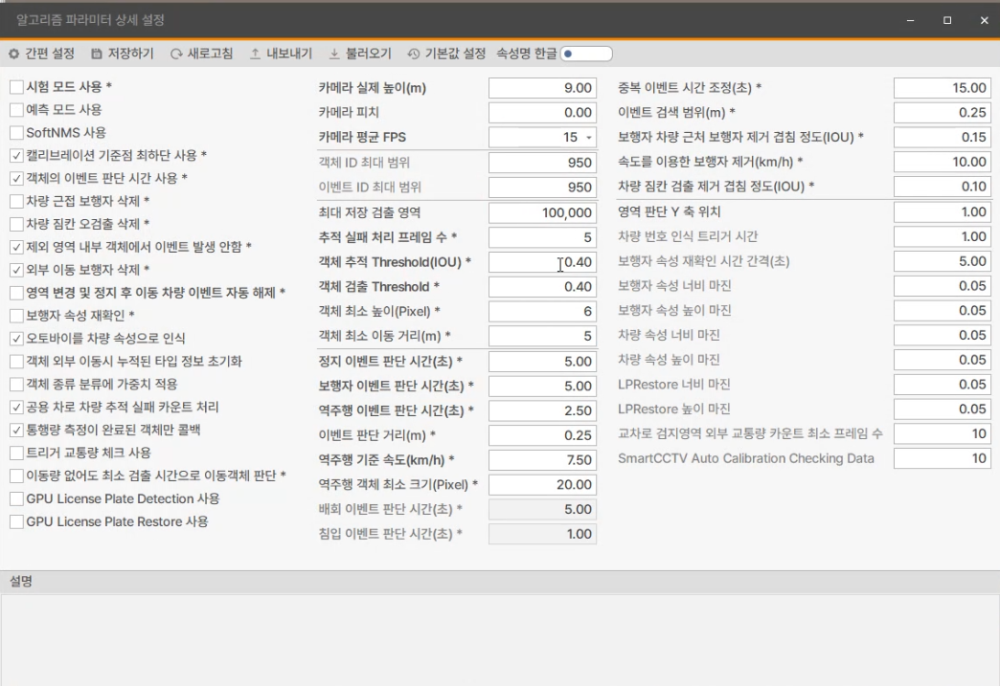 알고리즘 파라미터 상세 설정
간편 설정 저장하기 새로고침 내보내기 불러오기 기본값 설정 속성명 한글
시험 모드 사용 *
예측 모드 사용
SoftNMS 사용
캘리브레이션 기준점 최하단 사용 *
객체의 이벤트 판단 시간 사용 *
차량 근접 보행자 삭제 *
차량 짐칸 오검출 삭제 *
제외 영역 내부 객체에서 이벤트 발생 안함 *
외부 이동 보행자 삭제 *
영역 변경 및 정지 후 이동 차량 이벤트 자동 해제 *
보행자 속성 재확인 *
오토바이를 차량 속성으로 인식
객체 외부 이동시 누적된 타입 정보 초기화
객체 종류 분류에 가중치 적용
공용 차로 차량 추적 실패 카운트 처리
통행량 측정이 완료된 객체만 콜백
트리거 교통량 체크 사용
이동량 없어도 최소 검출 시간으로 이동객체 판단 *
GPU License Plate Detection 사용
GPU License Plate Restore 사용
카메라 실제 높이(m) 9.00
카메라 피치 0.00
카메라 평균 FPS 15
객체 ID 최대 범위 950
이벤트 ID 최대 범위 950
최대 저장 검출 영역 100,000
추적 실패 처리 프레임 수 * 5
객체 추적 Threshold(IOU) * 0.40
객체 검출 Threshold * 0.40
객체 최소 높이(Pixel) * 6
객체 최소 이동 거리(m) * 5
정지 이벤트 판단 시간(초) * 5.00
보행자 이벤트 판단 시간(초) * 5.00
역주행 이벤트 판단 시간(초) * 2.50
이벤트 판단 거리(m) * 0.25
역주행 기준 속도(km/h) * 7.50
역주행 객체 최소 크기(Pixel) * 20.00
배회 이벤트 판단 시간(초) * 5.00
침입 이벤트 판단 시간(초) * 1.00
중복 이벤트 시간 조정(초) * 15.00
이벤트 검색 범위(m) * 0.25
보행자 차량 근처 보행자 제거 겹침 정도(IOU) * 0.15
속도를 이용한 보행자 제거(km/h) * 10.00
차량 짐칸 검출 제거 겹침 정도(IOU) * 0.10
영역 판단 Y 축 위치 1.00
차량 번호 인식 트리거 시간 1.00
보행자 속성 재확인 시간 간격(초) 5.00
보행자 속성 너비 마진 0.05
보행자 속성 높이 마진 0.05
차량 속성 너비 마진 0.05
차량 속성 높이 마진 0.05
LPRestore 너비 마진 0.05
LPRestore 높이 마진 0.05
교차로 검지영역 외부 교통량 카운트 최소 프레임 수 10
SmartCCTV Auto Calibration Checking Data 10
설명